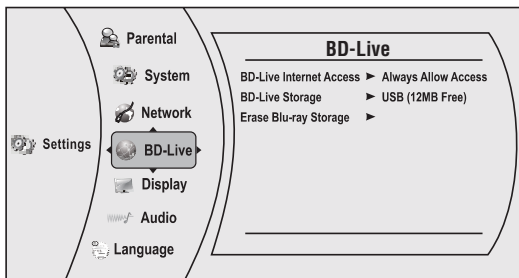 Settings
Parental
System
Network
BD-Live
Display
Audio
Language
BD-Live
BD-Live Internet Access ► Always Allow Access
BD-Live Storage ► USB (12MB Free)
Erase Blu-ray Storage ►